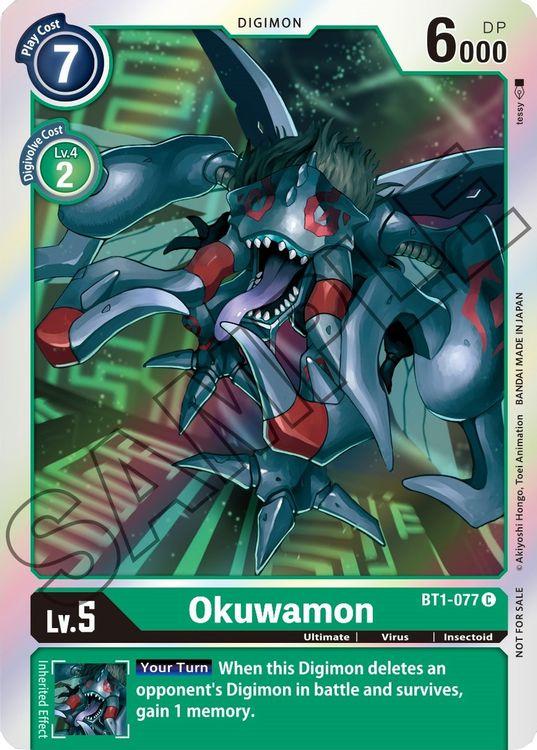 Play Cost
7
DIGIMON
DP
6000
Digivolve Cost
Lv.4
2
tessy
SAMPLE
© Akiyoshi Hongo, Toei Animation BANDAI MADE IN JAPAN
NOT FOR SALE
Lv.5
Okuwamon
BT1-077 C
Ultimate | Virus | Insectoid
Inherited Effect
Your Turn When this Digimon deletes an
opponent's Digimon in battle and survives,
gain 1 memory.